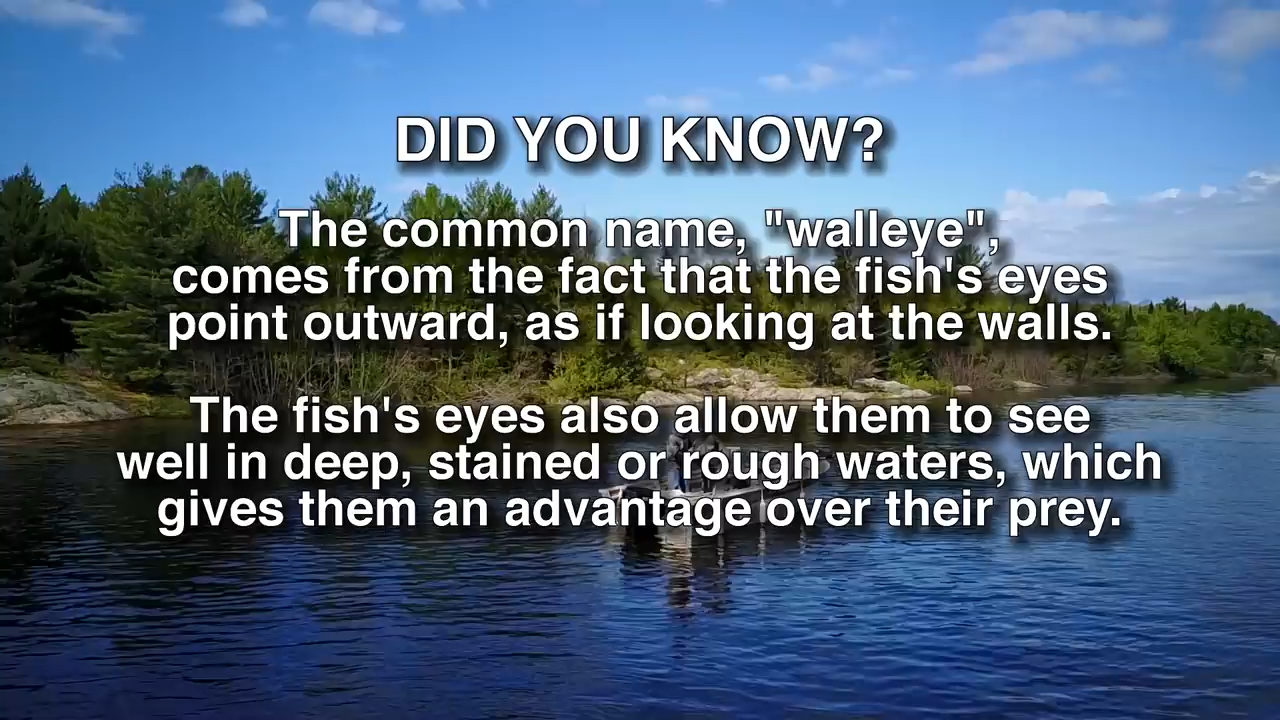 DID YOU KNOW?
The common name, "walleye",
comes from the fact that the fish's eyes
point outward, as if looking at the walls.
The fish's eyes also allow them to see
well in deep, stained or rough waters, which
gives them an advantage over their prey.